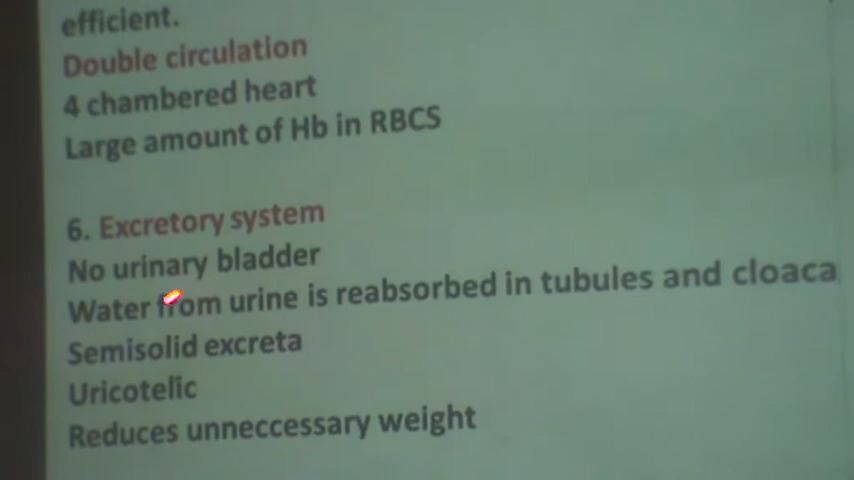 efficient.
Double circulation
4 chambered heart
Large amount of Hb in RBCS
6. Excretory system
No urinary bladder
Water from urine is reabsorbed in tubules and cloaca
Semisolid excreta
Uricotelic
Reduces unneccessary weight